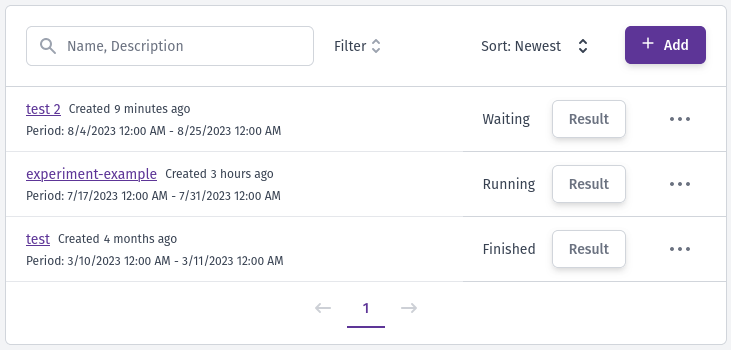 Name, Description
Filter
Sort: Newest
+ Add
test 2 Created 9 minutes ago
Period: 8/4/2023 12:00 AM - 8/25/2023 12:00 AM
Waiting
Result
experiment-example Created 3 hours ago
Period: 7/17/2023 12:00 AM - 7/31/2023 12:00 AM
Running
Result
test Created 4 months ago
Period: 3/10/2023 12:00 AM - 3/11/2023 12:00 AM
Finished
Result
1